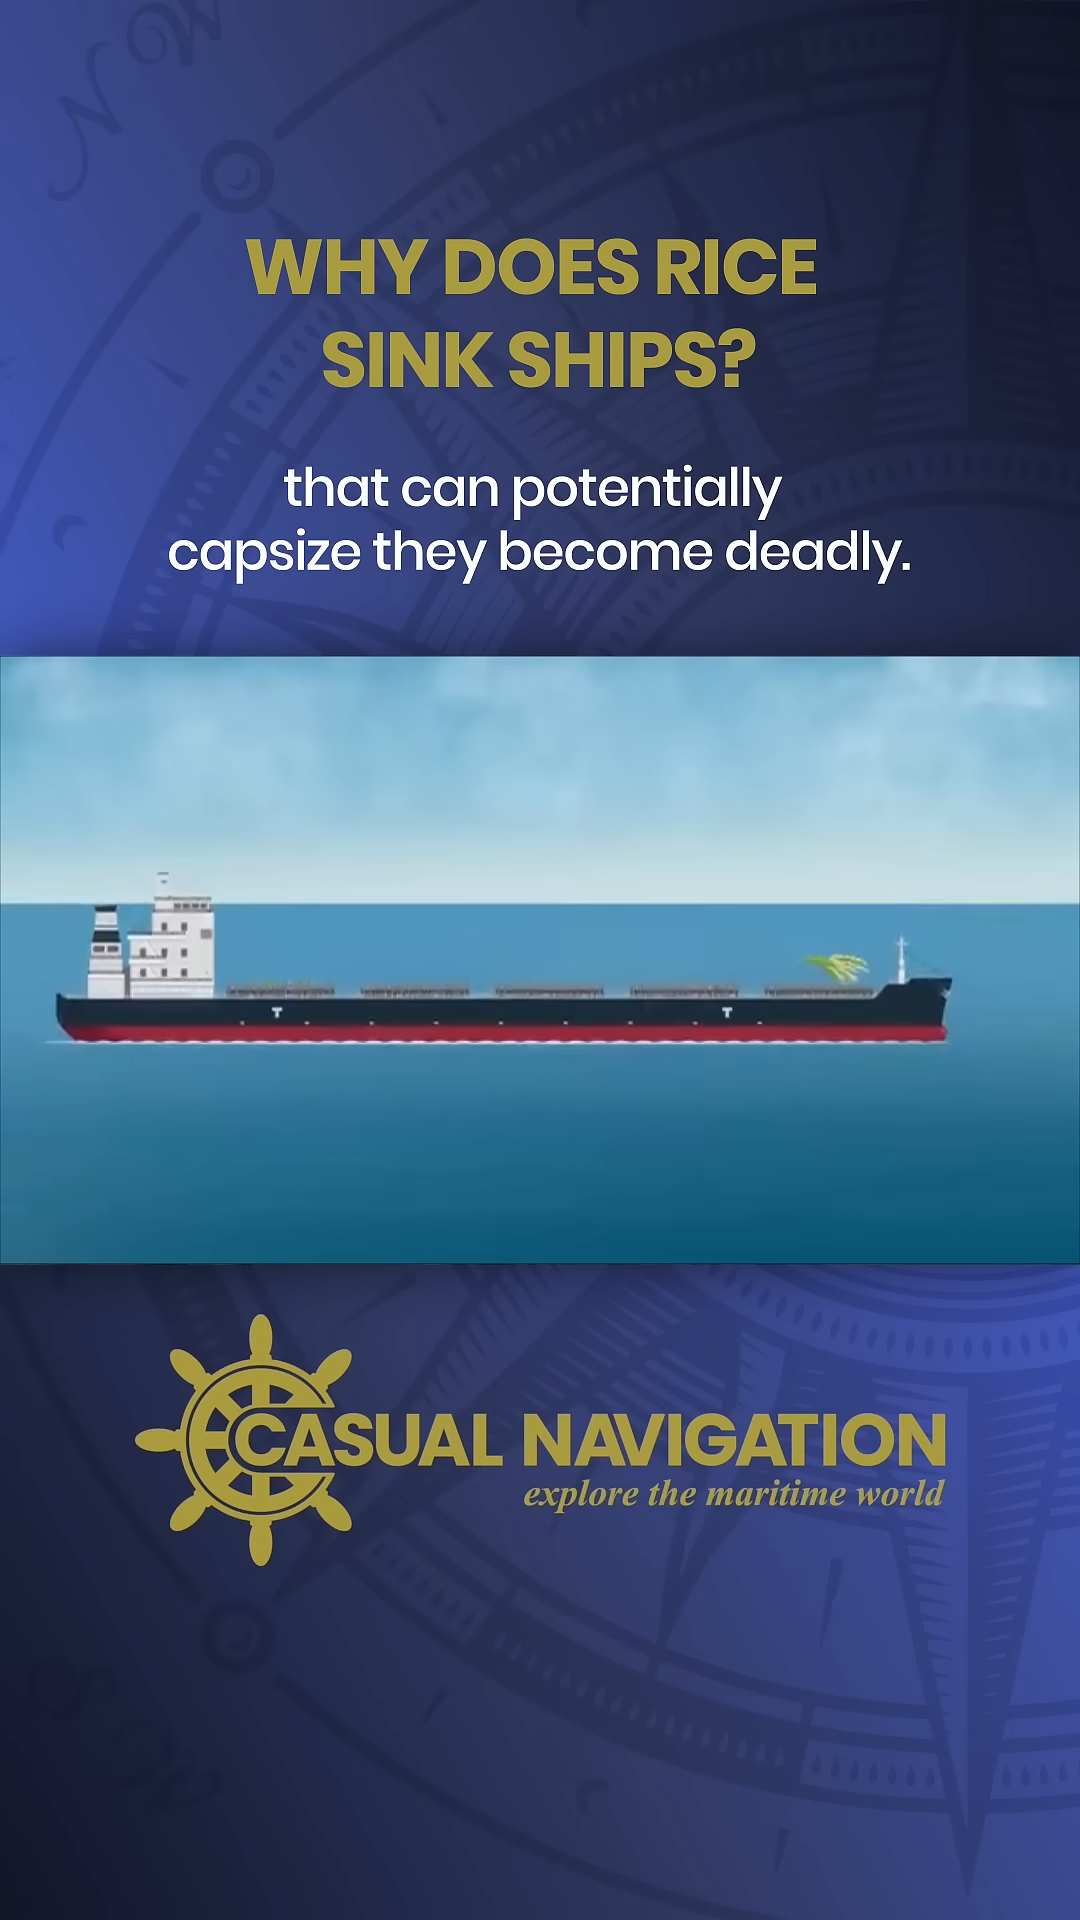 N W
WHY DOES RICE
SINK SHIPS?
that can potentially
capsize they become deadly.
T T
CASUAL NAVIGATION
explore the maritime world
S W